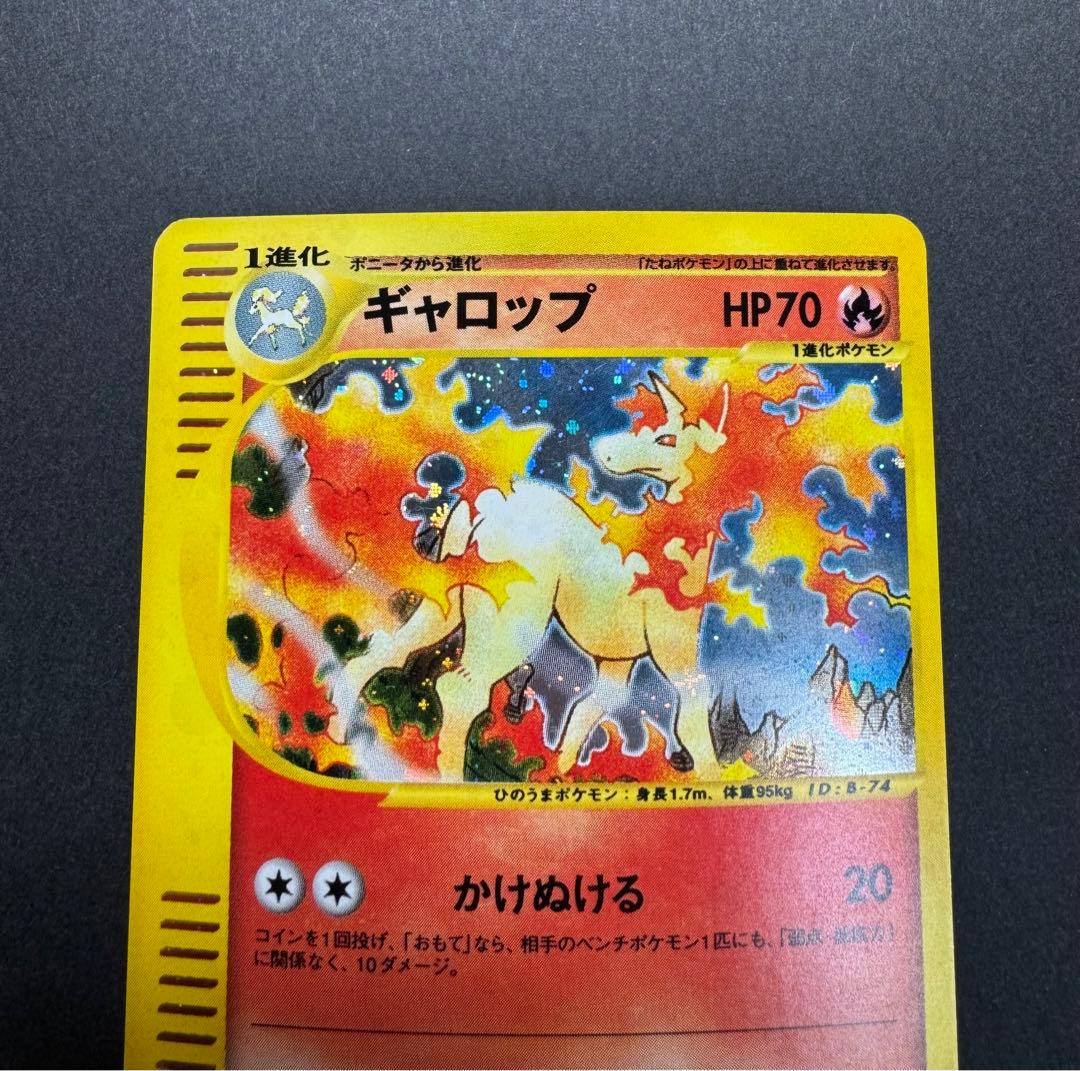 1進化 ポニータから進化 「たねポケモン」の上に重ねて進化させます。
ギャロップ HP70
1進化ポケモン
ひのうまポケモン：身長1.7m、体重95kg ID：B-74
かけぬける 20
コインを1回投げ、「おもて」なら、相手のベンチポケモン1匹にも、「弱点・抵抗力」
に関係なく、10ダメージ。